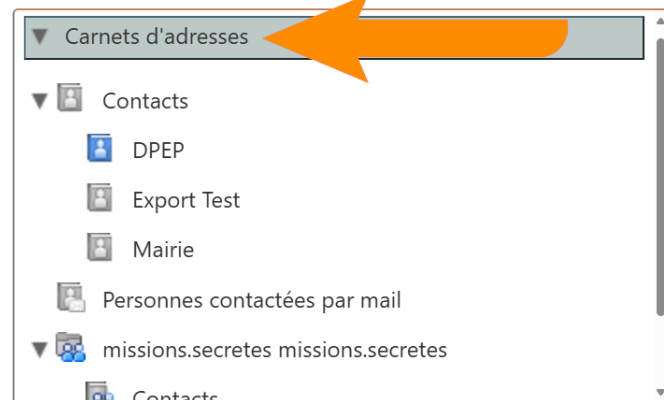 Carnets d'adresses
Contacts
DPEP
Export Test
Mairie
Personnes contactées par mail
missions.secretes missions.secretes
Contacts